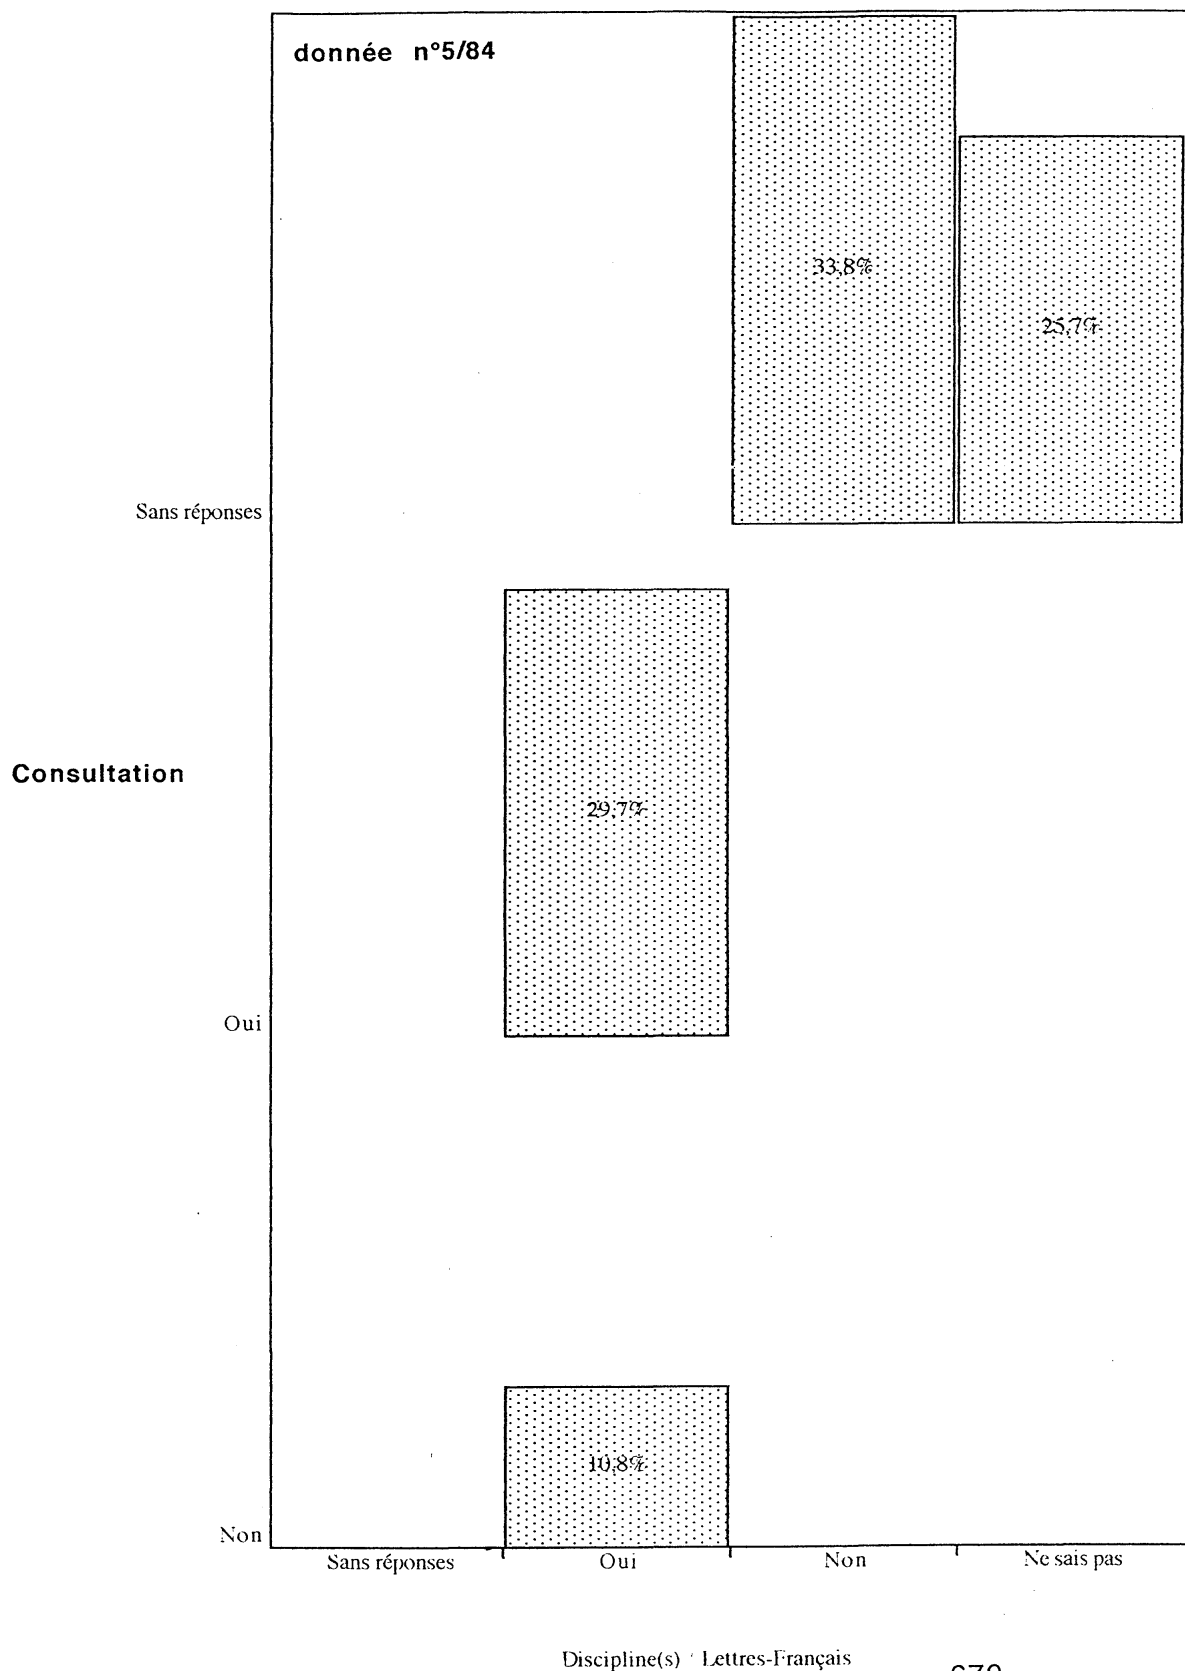 donnée n°5/84
33,8%
25,7%
Sans réponses
Consultation
29,7%
Oui
10,8%
Non
Sans réponses Oui Non Ne sais pas
Discipline(s) Lettres-Français